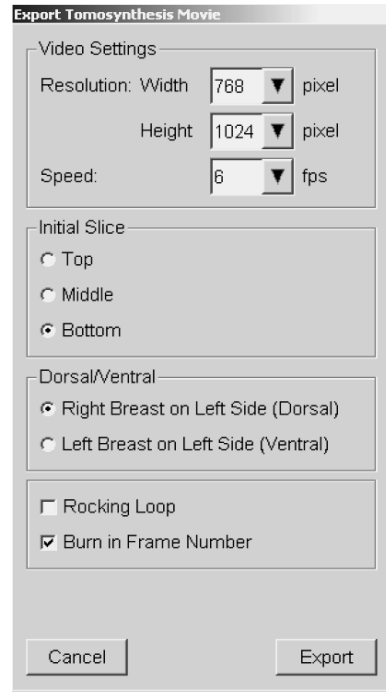 Export Tomosynthesis Movie
Video Settings
Resolution: Width 768 pixel
Height 1024 pixel
Speed: 6 fps
Initial Slice
Top
Middle
Bottom
Dorsal/Ventral
Right Breast on Left Side (Dorsal)
Left Breast on Left Side (Ventral)
Rocking Loop
Burn in Frame Number
Cancel Export